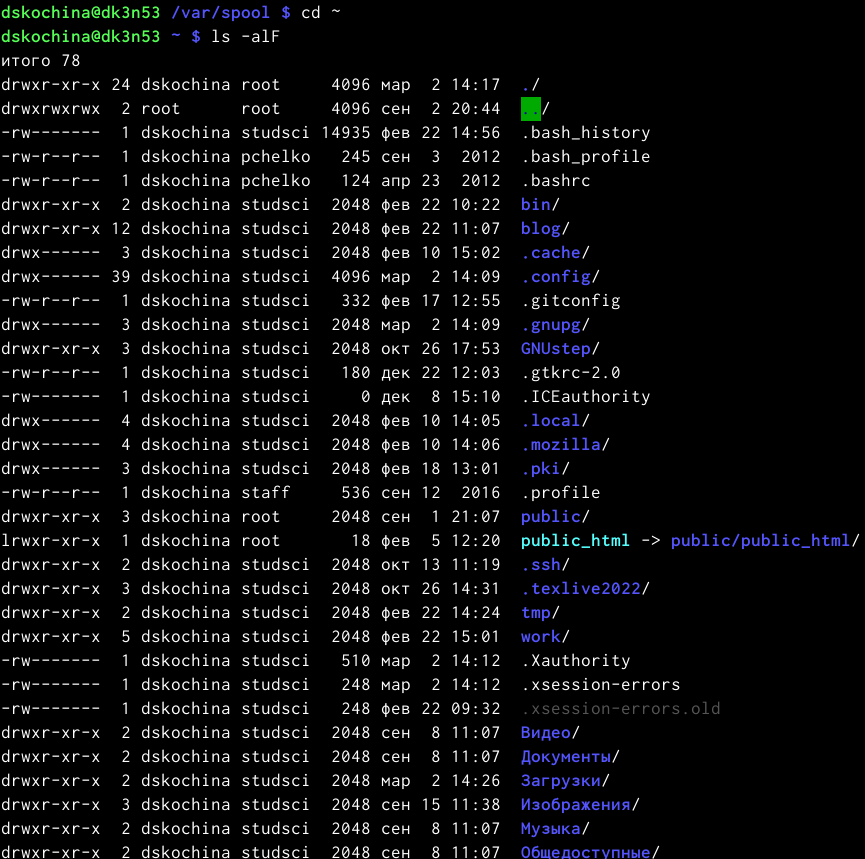 dskochina@dk3n53 /var/spool $ cd ~
dskochina@dk3n53 ~ $ ls -alF
итого 78
drwxr-xr-x 24 dskochina root     4096 мар  2 14:17  ./
drwxrwxrwx  2 root      root     4096 сен  2 20:44  ../
-rw-------  1 dskochina studsci 14935 фев 22 14:56  .bash_history
-rw-r--r--  1 dskochina pchelko   245 сен  3  2012  .bash_profile
-rw-r--r--  1 dskochina pchelko   124 апр 23  2012  .bashrc
drwxr-xr-x  2 dskochina studsci  2048 фев 22 10:22  bin/
drwxr-xr-x 12 dskochina studsci  2048 фев 22 11:07  blog/
drwx------  3 dskochina studsci  2048 фев 10 15:02  .cache/
drwx------ 39 dskochina studsci  4096 мар  2 14:09  .config/
-rw-r--r--  1 dskochina studsci   332 фев 17 12:55  .gitconfig
drwx------  3 dskochina studsci  2048 мар  2 14:09  .gnupg/
drwxr-xr-x  3 dskochina studsci  2048 окт 26 17:53  GNUstep/
-rw-r--r--  1 dskochina studsci   180 дек 22 12:03  .gtkrc-2.0
-rw-------  1 dskochina studsci     0 дек  8 15:10  .ICEauthority
drwx------  4 dskochina studsci  2048 фев 10 14:05  .local/
drwx------  4 dskochina studsci  2048 фев 10 14:06  .mozilla/
drwx------  3 dskochina studsci  2048 фев 18 13:01  .pki/
-rw-r--r--  1 dskochina staff     536 сен 12  2016  .profile
drwxr-xr-x  3 dskochina root     2048 сен  1 21:07  public/
lrwxr-xr-x  1 dskochina root       18 фев  5 12:20  public_html -> public/public_html/
drwxr-xr-x  2 dskochina studsci  2048 окт 13 11:19  .ssh/
drwxr-xr-x  3 dskochina studsci  2048 окт 26 14:31  .texlive2022/
drwxr-xr-x  2 dskochina studsci  2048 фев 22 14:24  tmp/
drwxr-xr-x  5 dskochina studsci  2048 фев 22 15:01  work/
-rw-------  1 dskochina studsci   510 мар  2 14:12  .Xauthority
-rw-------  1 dskochina studsci   248 мар  2 14:12  .xsession-errors
-rw-------  1 dskochina studsci   248 фев 22 09:32  .xsession-errors.old
drwxr-xr-x  2 dskochina studsci  2048 сен  8 11:07  Видео/
drwxr-xr-x  2 dskochina studsci  2048 сен  8 11:07  Документы/
drwxr-xr-x  2 dskochina studsci  2048 мар  2 14:26  Загрузки/
drwxr-xr-x  3 dskochina studsci  2048 сен 15 11:38  Изображения/
drwxr-xr-x  2 dskochina studsci  2048 сен  8 11:07  Музыка/
drwxr-xr-x  2 dskochina studsci  2048 сен  8 11:07  Общедоступные/